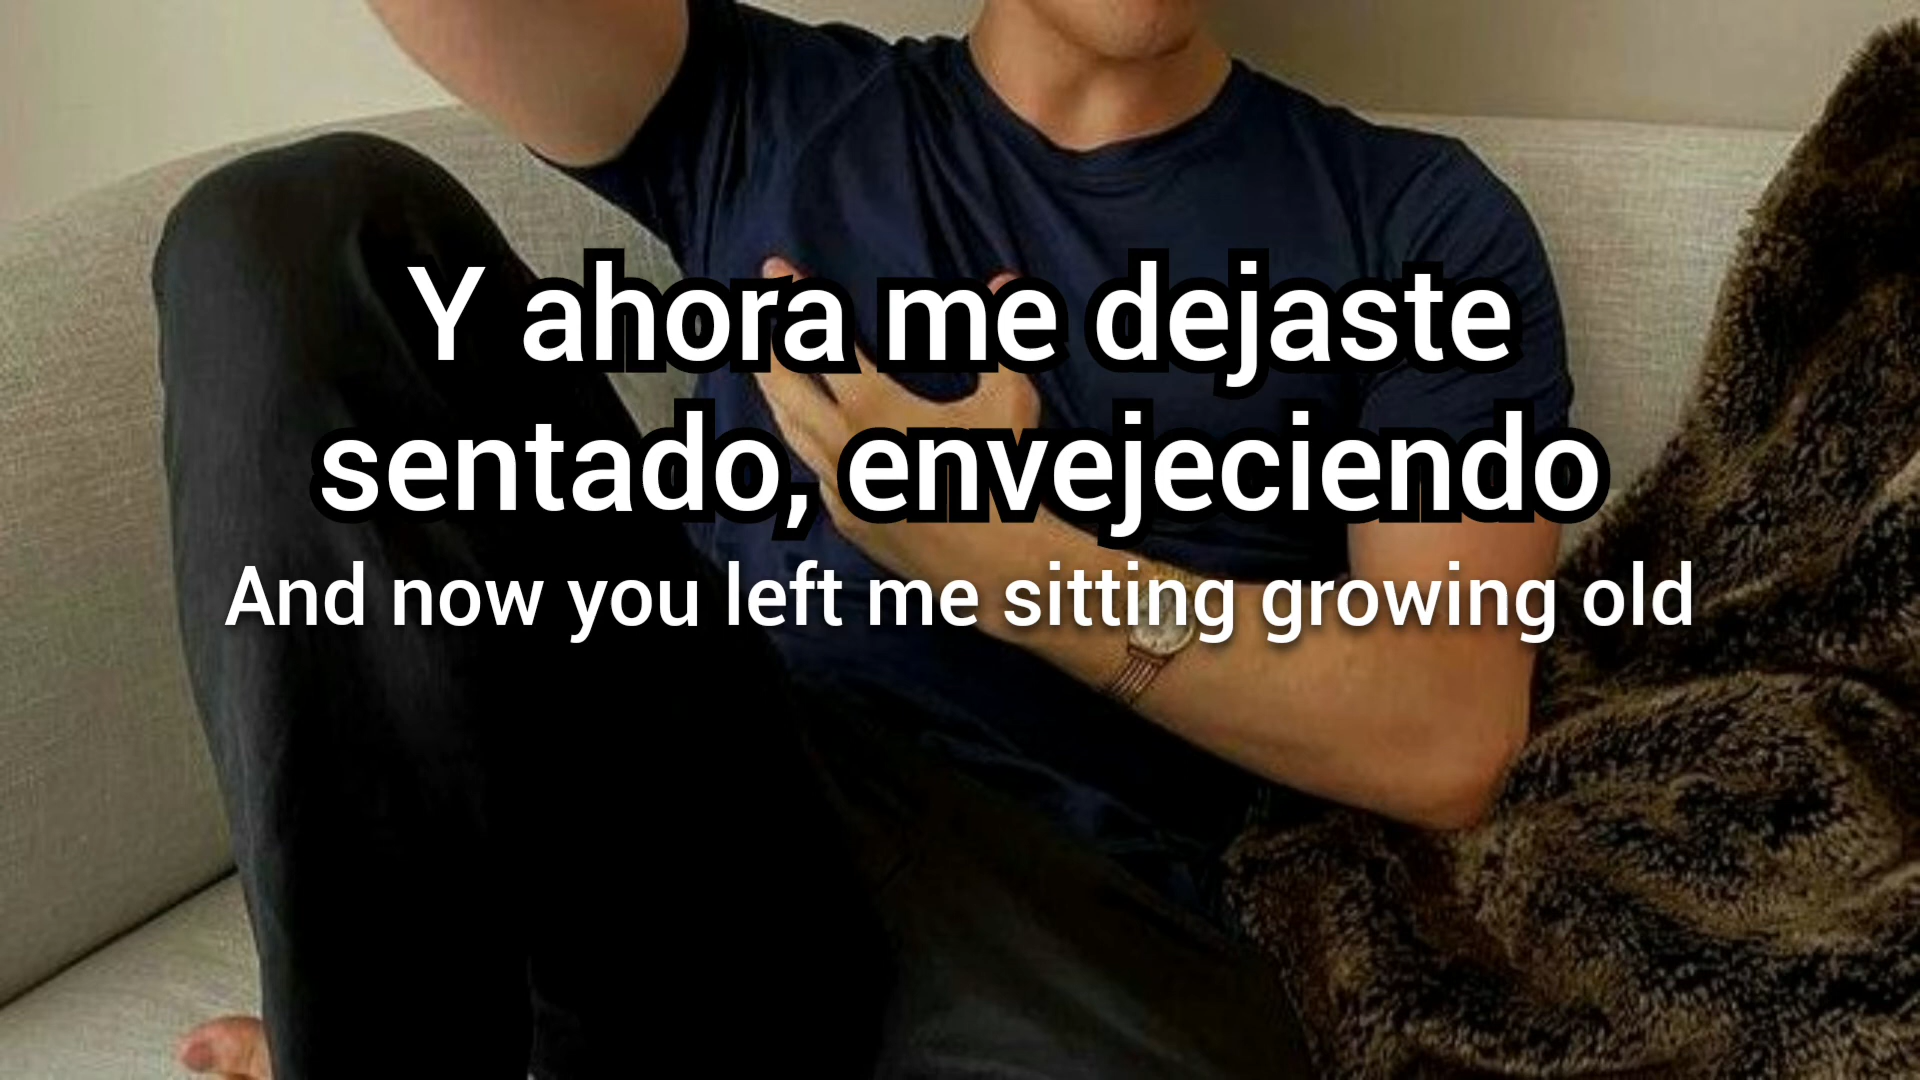 Y ahora me dejaste
sentado, envejeciendo
And now you left me sitting growing old